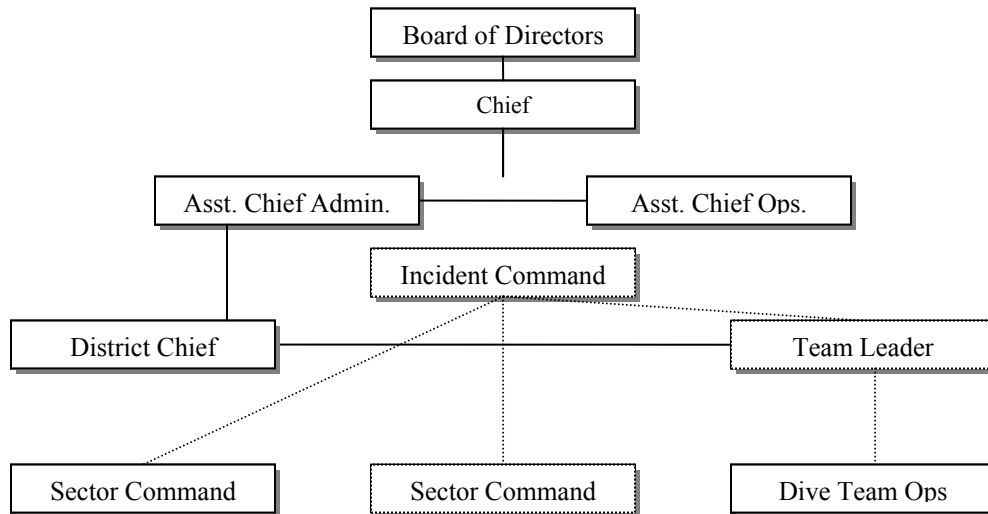 Board of Directors
Chief
Asst. Chief Admin.
Asst. Chief Ops.
Incident Command
District Chief
Team Leader
Sector Command
Sector Command
Dive Team Ops